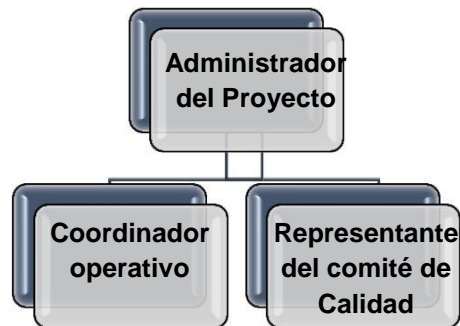 Administrador
del Proyecto
Coordinador
operativo
Representante
del comité de
Calidad